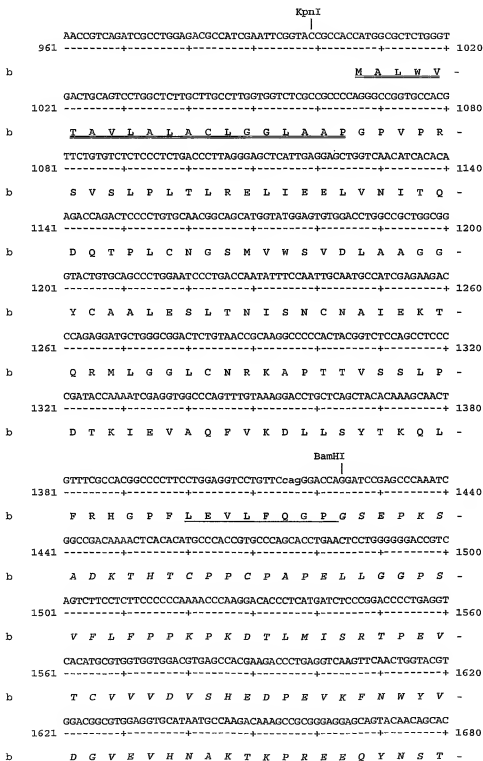 KpnI
|
AACCGTCAGATCGCCTGGAGACGCCATCGAATTCGGTACCGCCACCATGGCGCTCTGGGT
961 ---------+---------+---------+---------+---------+---------+ 1020
b M A L W V -
GACTGCAGTCCTGGCTCTTGCTTGCCTTGGTGGTCTCGCCGCCCCAGGGCCGGTGCCACG
1021 ---------+---------+---------+---------+---------+---------+ 1080
b T A V L A L A C L G G L A A P G P V P R -
TTCTGTGTCTCTCCCTCTGACCCTTAGGGAGCTCATTGAGGAGCTGGTCAACATCACACA
1081 ---------+---------+---------+---------+---------+---------+ 1140
b S V S L P L T L R E L I E E L V N I T Q -
AGACCAGACTCCCCTGTGCAACGGCAGCATGGTATGGAGTGTGGACCTGGCCGCTGGCGG
1141 ---------+---------+---------+---------+---------+---------+ 1200
b D Q T P L C N G S M V W S V D L A A G G -
GTACTGTGCAGCCCTGGAATCCCTGACCAATATTTCCAATTGCAATGCCATCGAGAAGAC
1201 ---------+---------+---------+---------+---------+---------+ 1260
b Y C A A L E S L T N I S N C N A I E K T -
CCAGAGGATGCTGGGCGGACTCTGTAACCGCAAGGCCCCCACTACGGTCTCCAGCCTCCC
1261 ---------+---------+---------+---------+---------+---------+ 1320
b Q R M L G G L C N R K A P T T V S S L P -
CGATACCAAAATCGAGGTGGCCCAGTTTGTAAAGGACCTGCTCAGCTACACAAAGCAACT
1321 ---------+---------+---------+---------+---------+---------+ 1380
b D T K I E V A Q F V K D L L S Y T K Q L -
BamHI
|
GTTTCGCCACGGCCCCTTCCTGGAGGTCCTGTTCcagGGACCAGGATCCGAGCCCAAATC
1381 ---------+---------+---------+---------+---------+---------+ 1440
b F R H G P F L E V L F Q G P G S E P K S -
GGCCGACAAAACTCACACATGCCCACCGTGCCCAGCACCTGAACTCCTGGGGGGACCGTC
1441 ---------+---------+---------+---------+---------+---------+ 1500
b A D K T H T C P P C P A P E L L G G P S -
AGTCTTCCTCTTCCCCCCAAAACCCAAGGACACCCTCATGATCTCCCGGACCCCTGAGGT
1501 ---------+---------+---------+---------+---------+---------+ 1560
b V F L F P P K P K D T L M I S R T P E V -
CACATGCGTGGTGGTGGACGTGAGCCACGAAGACCCTGAGGTCAAGTTCAACTGGTACGT
1561 ---------+---------+---------+---------+---------+---------+ 1620
b T C V V V D V S H E D P E V K F N W Y V -
GGACGGCGTGGAGGTGCATAATGCCAAGACAAAGCCGCGGGAGGAGCAGTACAACAGCAC
1621 ---------+---------+---------+---------+---------+---------+ 1680
b D G V E V H N A K T K P R E E Q Y N S T -